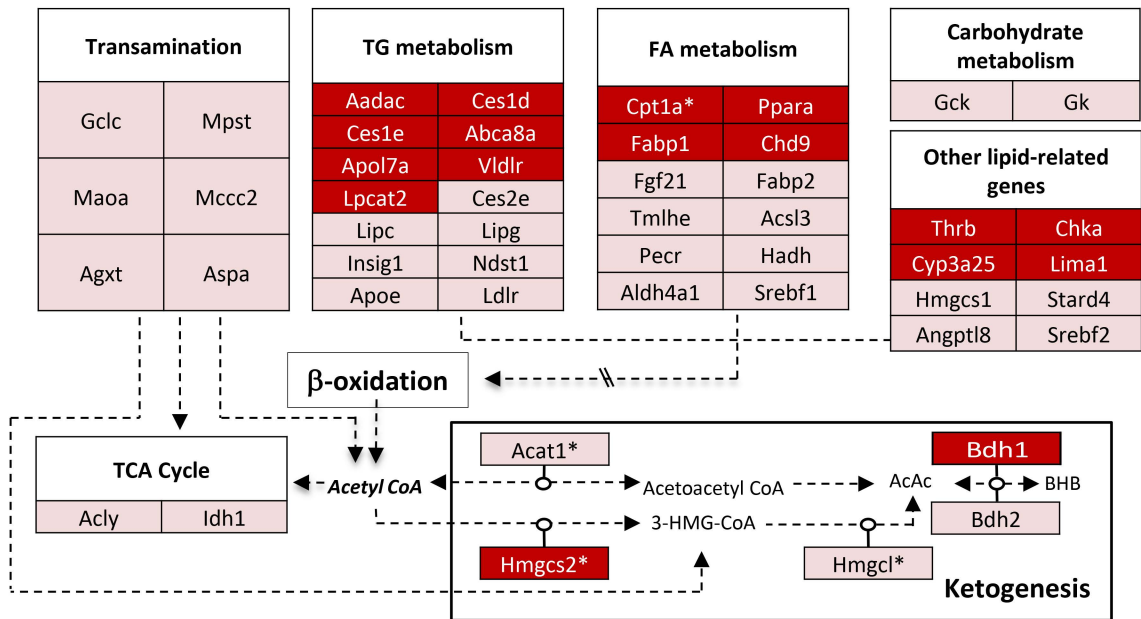 Transamination
Gclc Mpst
Maoa Mccc2
Agxt Aspa
TG metabolism
Aadac Ces1d
Ces1e Abca8a
Apol7a Vldlr
Lpcat2 Ces2e
Lipc Lipg
Insig1 Ndst1
Apoe Ldlr
FA metabolism
Cpt1a* Ppara
Fabp1 Chd9
Fgf21 Fabp2
Tmlhe Acsl3
Pecr Hadh
Aldh4a1 Srebf1
Carbohydrate
metabolism
Gck Gk
Other lipid-related
genes
Thrb Chka
Cyp3a25 Lima1
Hmgcs1 Stard4
Angptl8 Srebf2
β-oxidation
TCA Cycle
Acly Idh1
Acetyl CoA
Acat1*
Acetoacetyl CoA
AcAc
Bdh1
BHB
Bdh2
3-HMG-CoA
Hmgcs2*
Hmgcl*
Ketogenesis